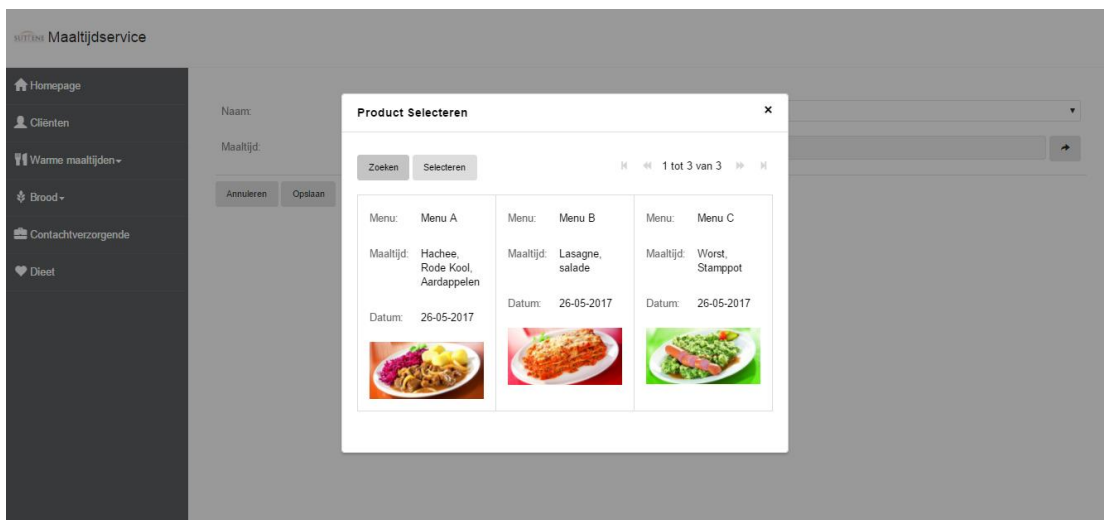 SUTFENE Maaltijdservice
Homepage
Cliënten
Warme maaltijden
Brood
Contachtverzorgende
Dieet
Naam:
Maaltijd:
Annuleren Opslaan
Product Selecteren ×
Zoeken Selecteren 1 tot 3 van 3
Menu: Menu A
Maaltijd: Hachee,
Rode Kool,
Aardappelen
Datum: 26-05-2017
Menu: Menu B
Maaltijd: Lasagne,
salade
Datum: 26-05-2017
Menu: Menu C
Maaltijd: Worst,
Stamppot
Datum: 26-05-2017